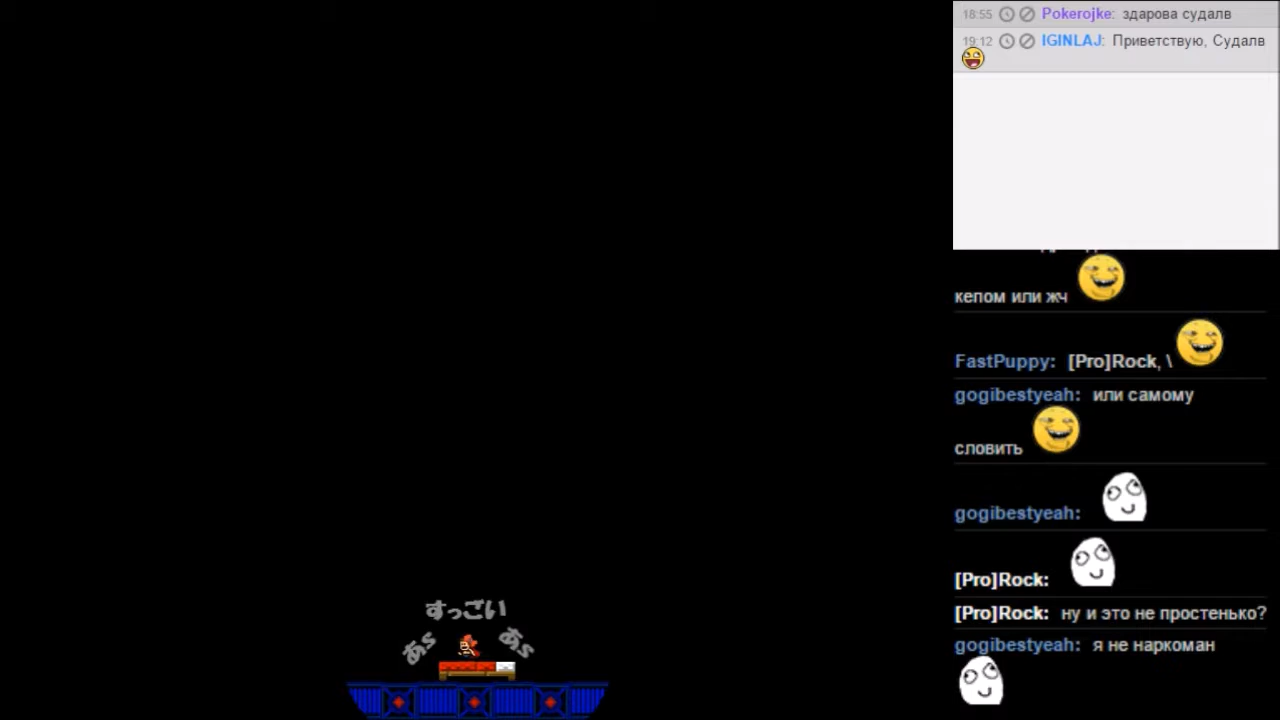 18:55 Pokerojke: здарова судалв
19:12 IGINLAJ: Приветствую, Судалв
кепом или жч
FastPuppy: [Pro]Rock, \
gogibestyeah: или самому
словить
gogibestyeah:
[Pro]Rock:
[Pro]Rock: ну и это не простенько?
gogibestyeah: я не наркоман
すっごい
あs
あs